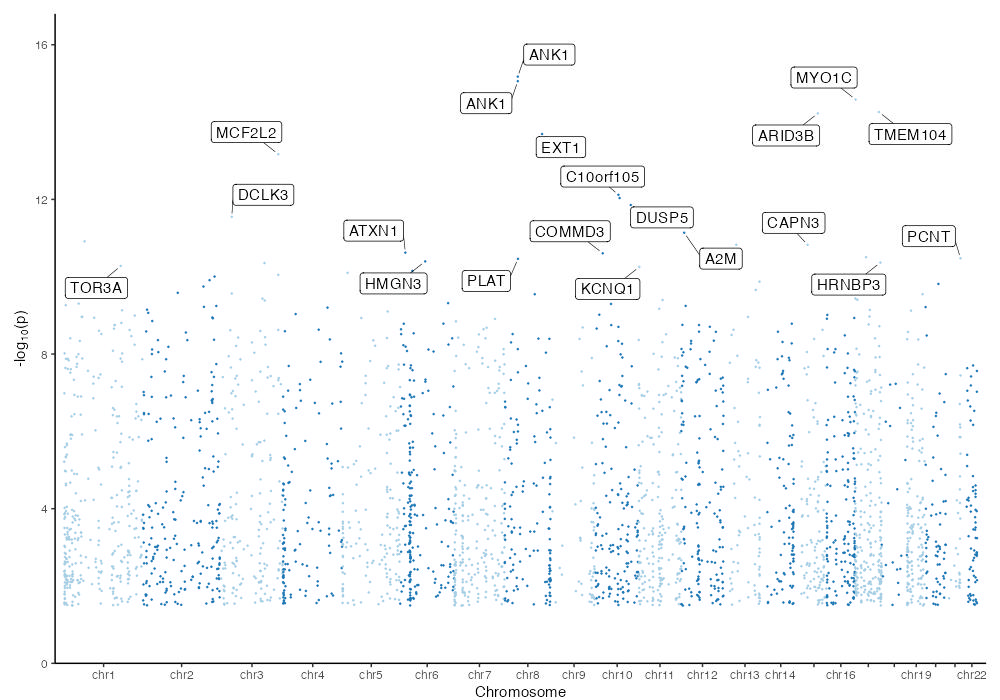 16
ANK1
MYO1C
ANK1
MCF2L2
ARID3B
TMEM104
EXT1
C10orf105
12
DCLK3
DUSP5
CAPN3
ATXN1
COMMD3
PCNT
A2M
TOR3A
HMGN3
PLAT
KCNQ1
HRNBP3
8
-log10(p)
4
0
chr1 chr2 chr3 chr4 chr5 chr6 chr7 chr8 chr9 chr10 chr11 chr12 chr13 chr14 chr16 chr19 chr22
Chromosome